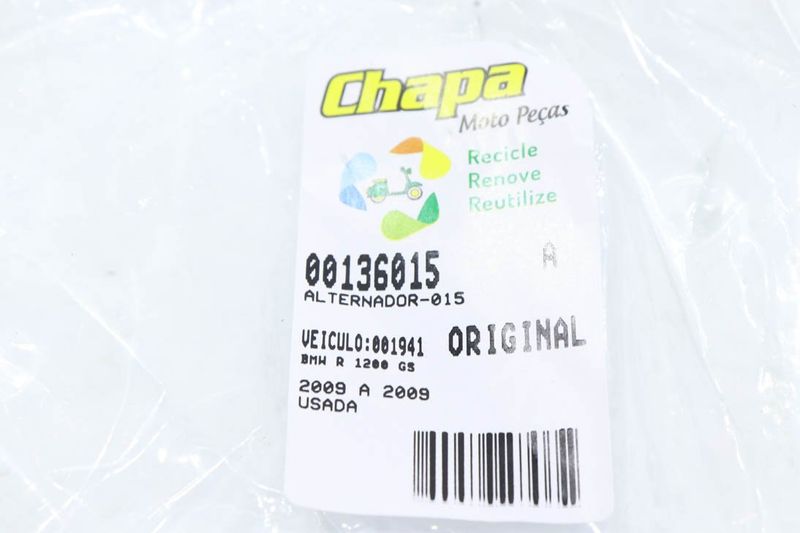 Chapa
Moto Peças
Recicle
Renove
Reutilize
00136015 A
ALTERNADOR-015
VEICULO:001941 ORIGINAL
BMW R 1200 GS
2009 A 2009
USADA